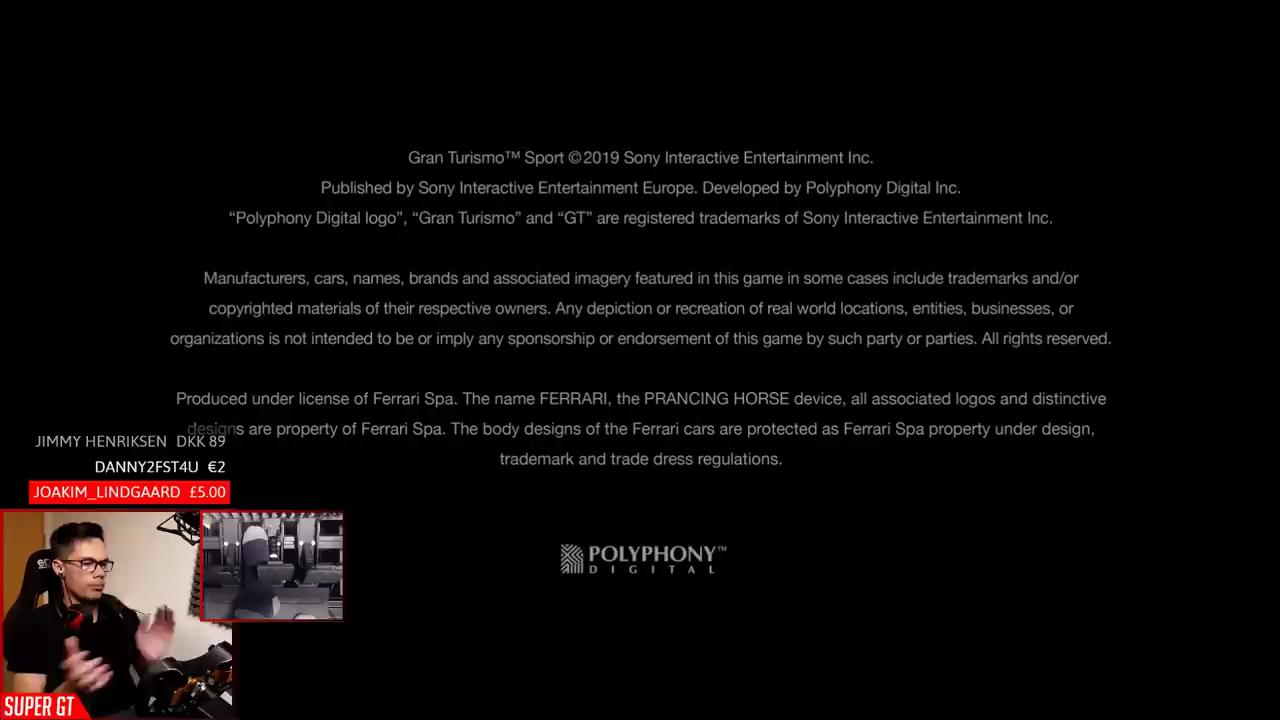 Gran Turismo™ Sport ©2019 Sony Interactive Entertainment Inc.
Published by Sony Interactive Entertainment Europe. Developed by Polyphony Digital Inc.
“Polyphony Digital logo”, “Gran Turismo” and “GT” are registered trademarks of Sony Interactive Entertainment Inc.
Manufacturers, cars, names, brands and associated imagery featured in this game in some cases include trademarks and/or
copyrighted materials of their respective owners. Any depiction or recreation of real world locations, entities, businesses, or
organizations is not intended to be or imply any sponsorship or endorsement of this game by such party or parties. All rights reserved.
Produced under license of Ferrari Spa. The name FERRARI, the PRANCING HORSE device, all associated logos and distinctive
designs are property of Ferrari Spa. The body designs of the Ferrari cars are protected as Ferrari Spa property under design,
trademark and trade dress regulations.
JIMMY HENRIKSEN DKK 89
DANNY2FST4U €2
JOAKIM_LINDGAARD £5.00
POLYPHONY™
DIGITAL
SUPER GT